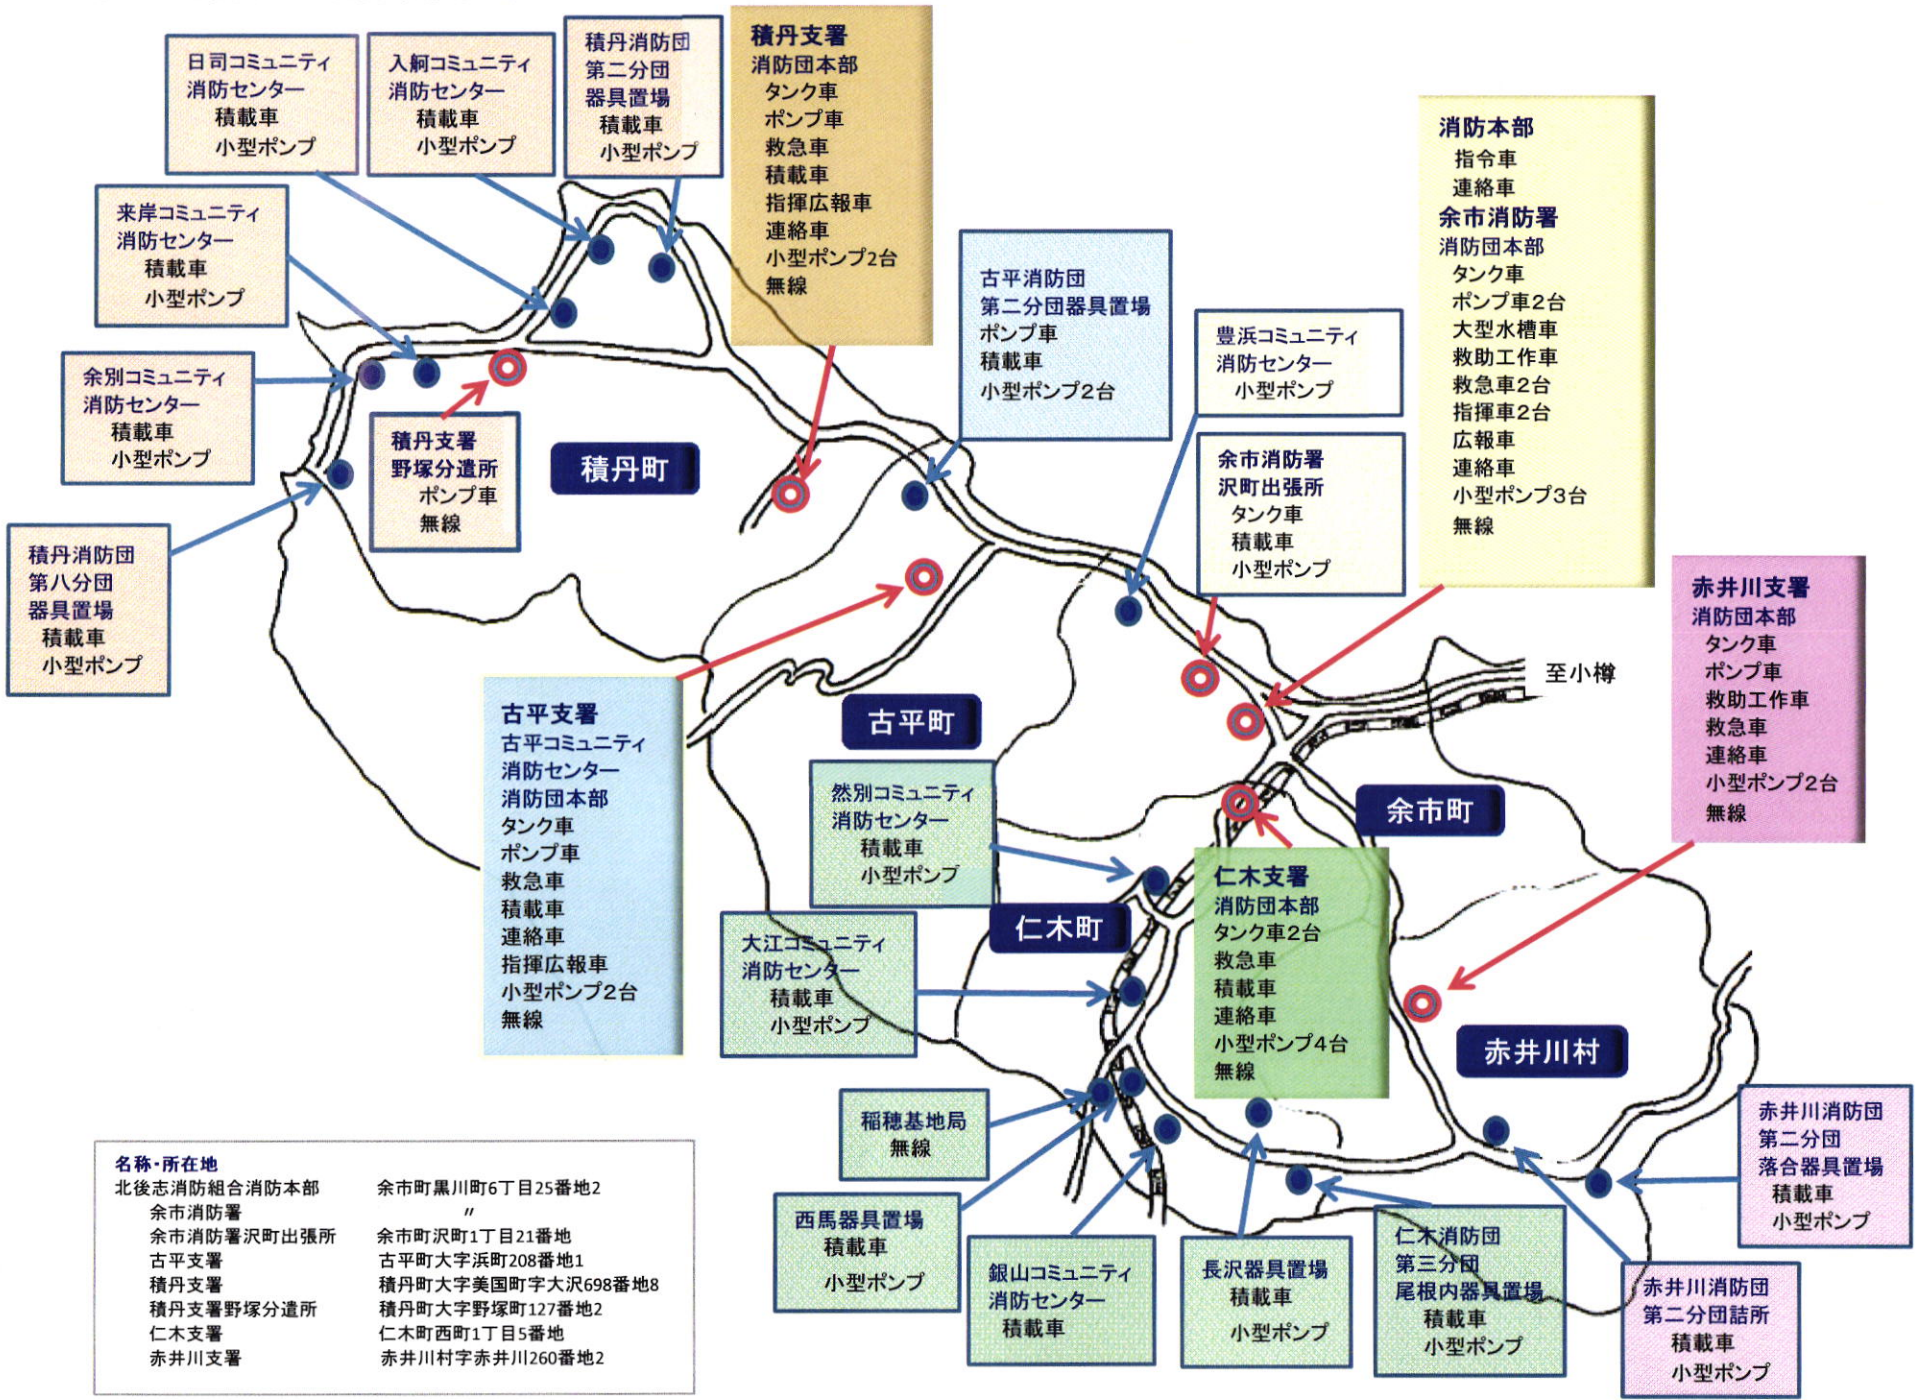 日司コミュニティ
消防センター
積載車
小型ポンプ
入舸コミュニティ
消防センター
積載車
小型ポンプ
積丹消防団
第二分団
器具置場
積載車
小型ポンプ
積丹支署
消防団本部
タンク車
ポンプ車
救急車
積載車
指揮広報車
連絡車
小型ポンプ2台
無線
消防本部
指令車
連絡車
余市消防署
消防団本部
タンク車
ポンプ車2台
大型水槽車
救助工作車
救急車2台
指揮車2台
広報車
連絡車
小型ポンプ3台
無線
来岸コミュニティ
消防センター
積載車
小型ポンプ
古平消防団
第二分団器具置場
ポンプ車
積載車
小型ポンプ2台
豊浜コミュニティ
消防センター
小型ポンプ
余別コミュニティ
消防センター
積載車
小型ポンプ
積丹支署
野塚分遣所
ポンプ車
無線
積丹町
余市消防署
沢町出張所
タンク車
積載車
小型ポンプ
積丹消防団
第八分団
器具置場
積載車
小型ポンプ
赤井川支署
消防団本部
タンク車
ポンプ車
救助工作車
救急車
連絡車
小型ポンプ2台
無線
至小樽
古平支署
古平コミュニティ
消防センター
消防団本部
タンク車
ポンプ車
救急車
積載車
連絡車
指揮広報車
小型ポンプ2台
無線
古平町
然別コミュニティ
消防センター
積載車
小型ポンプ
余市町
仁木支署
消防団本部
タンク車2台
救急車
積載車
連絡車
小型ポンプ4台
無線
仁木町
大江コミュニティ
消防センター
積載車
小型ポンプ
赤井川村
稲穂基地局
無線
赤井川消防団
第二分団
落合器具置場
積載車
小型ポンプ
西馬器具置場
積載車
小型ポンプ
銀山コミュニティ
消防センター
積載車
長沢器具置場
積載車
小型ポンプ
仁木消防団
第三分団
尾根内器具置場
積載車
小型ポンプ
赤井川消防団
第二分団詰所
積載車
小型ポンプ
名称・所在地
北後志消防組合消防本部 余市町黒川町6丁目25番地2
余市消防署 〃
余市消防署沢町出張所 余市町沢町1丁目21番地
古平支署 古平町大字浜町208番地1
積丹支署 積丹町大字美国町字大沢698番地8
積丹支署野塚分遣所 積丹町大字野塚町127番地2
仁木支署 仁木町西町1丁目5番地
赤井川支署 赤井川村字赤井川260番地2